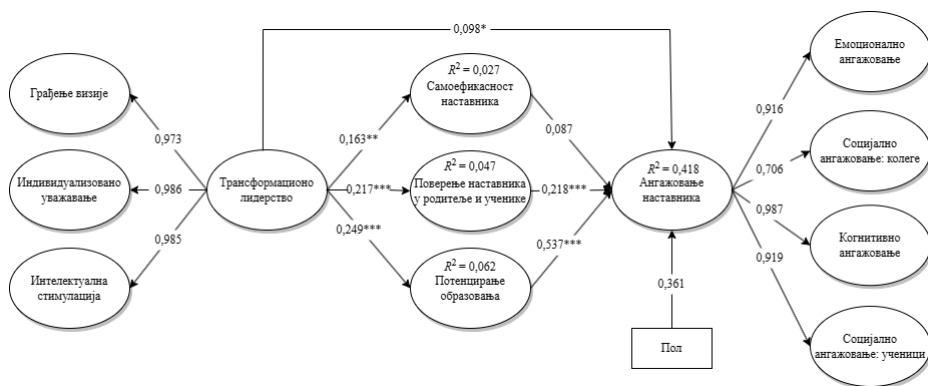 0,098*
Грађење визије
Индивидуализовано
уважавање
Интелектуална
стимулација
0,973
0,986
0,985
Трансформационо
лидерство
0,163**
0,217***
0,249***
R² = 0,027
Самоефикасност
наставника
R² = 0,047
Поверење наставника
у родитеље и ученике
R² = 0,062
Потенцирање
образовања
0,087
0,218***
0,537***
R² = 0,418
Ангажовање
наставника
0,361
Пол
0,916
0,706
0,987
0,919
Емоционално
ангажовање
Социјално
ангажовање: колеге
Когнитивно
ангажовање
Социјално
ангажовање: ученици